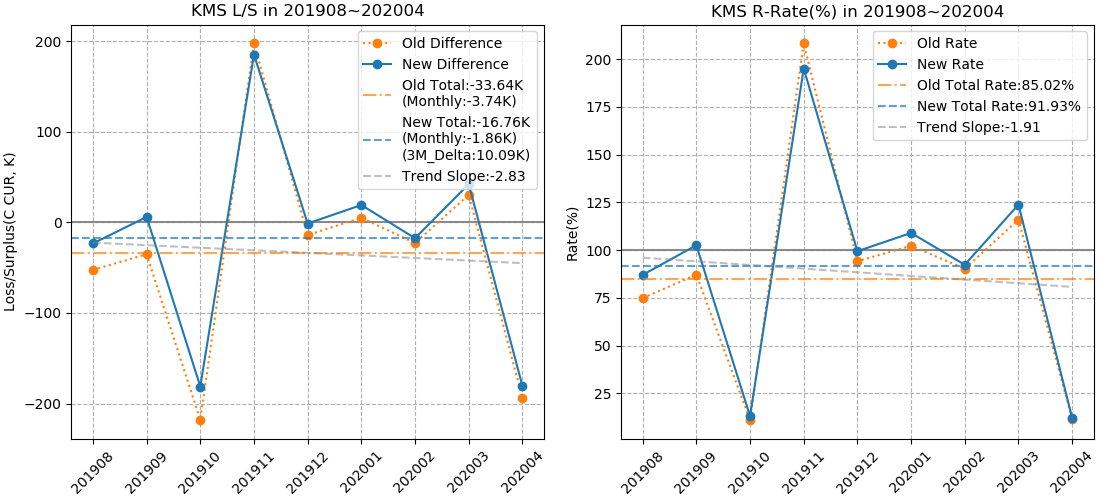 KMS L/S in 201908~202004
Loss/Surplus(C CUR, K)
200
100
0
−100
−200
Old Difference
New Difference
Old Total:-33.64K
(Monthly:-3.74K)
New Total:-16.76K
(Monthly:-1.86K)
(3M_Delta:10.09K)
Trend Slope:-2.83
201908
201909
201910
201911
201912
202001
202002
202003
202004
KMS R-Rate(%) in 201908~202004
Rate(%)
200
175
150
125
100
75
50
25
Old Rate
New Rate
Old Total Rate:85.02%
New Total Rate:91.93%
Trend Slope:-1.91
201908
201909
201910
201911
201912
202001
202002
202003
202004